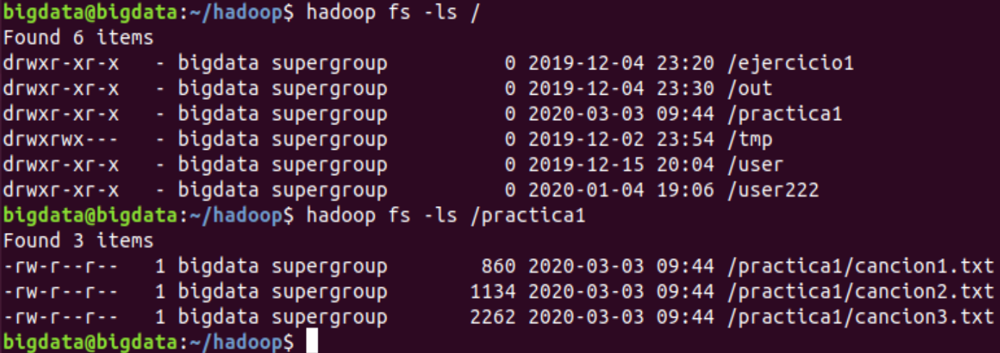 bigdata@bigdata:~/hadoop$ hadoop fs -ls /
Found 6 items
drwxr-xr-x   - bigdata supergroup          0 2019-12-04 23:20 /ejercicio1
drwxr-xr-x   - bigdata supergroup          0 2019-12-04 23:30 /out
drwxr-xr-x   - bigdata supergroup          0 2020-03-03 09:44 /practica1
drwxrwx---   - bigdata supergroup          0 2019-12-02 23:54 /tmp
drwxr-xr-x   - bigdata supergroup          0 2019-12-15 20:04 /user
drwxr-xr-x   - bigdata supergroup          0 2020-01-04 19:06 /user222
bigdata@bigdata:~/hadoop$ hadoop fs -ls /practica1
Found 3 items
-rw-r--r--   1 bigdata supergroup        860 2020-03-03 09:44 /practica1/cancion1.txt
-rw-r--r--   1 bigdata supergroup       1134 2020-03-03 09:44 /practica1/cancion2.txt
-rw-r--r--   1 bigdata supergroup       2262 2020-03-03 09:44 /practica1/cancion3.txt
bigdata@bigdata:~/hadoop$